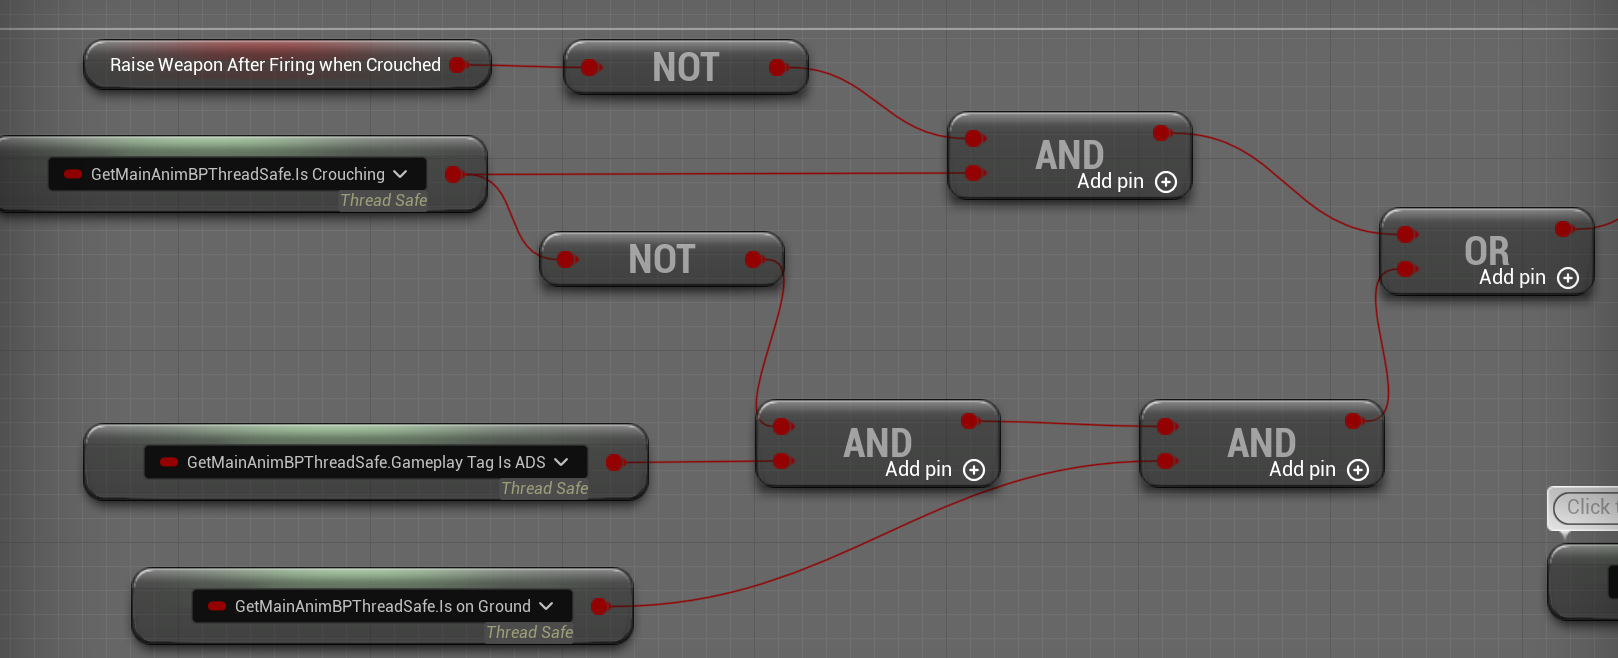 Raise Weapon After Firing when Crouched
NOT
AND
Add pin
GetMainAnimBPThreadSafe.Is Crouching
Thread Safe
NOT
OR
Add pin
GetMainAnimBPThreadSafe.Gameplay Tag Is ADS
Thread Safe
AND
Add pin
AND
Add pin
Click
GetMainAnimBPThreadSafe.Is on Ground
Thread Safe